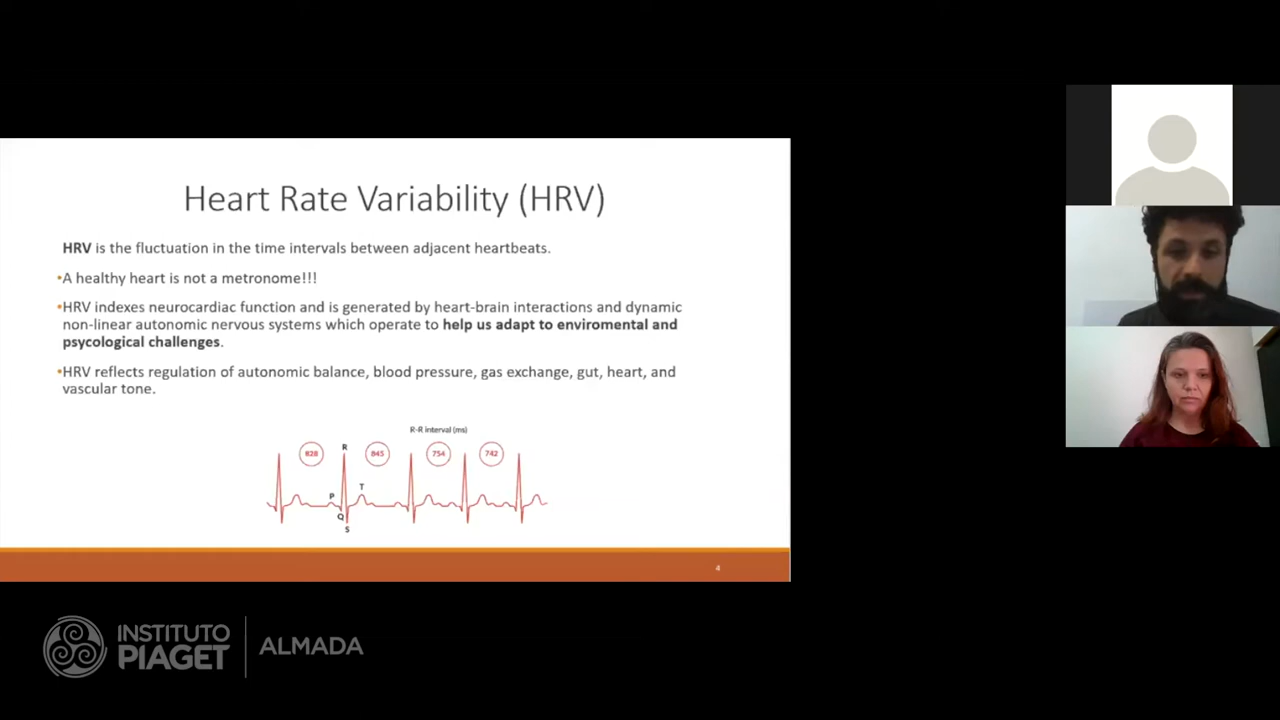 Heart Rate Variability (HRV)
HRV is the fluctuation in the time intervals between adjacent heartbeats.
•A healthy heart is not a metronome!!!
•HRV indexes neurocardiac function and is generated by heart-brain interactions and dynamic
non-linear autonomic nervous systems which operate to help us adapt to enviromental and
psycological challenges.
•HRV reflects regulation of autonomic balance, blood pressure, gas exchange, gut, heart, and
vascular tone.
R-R interval (ms)
828 R 845 754 742
P T
Q
S
4
INSTITUTO
PIAGET
ALMADA